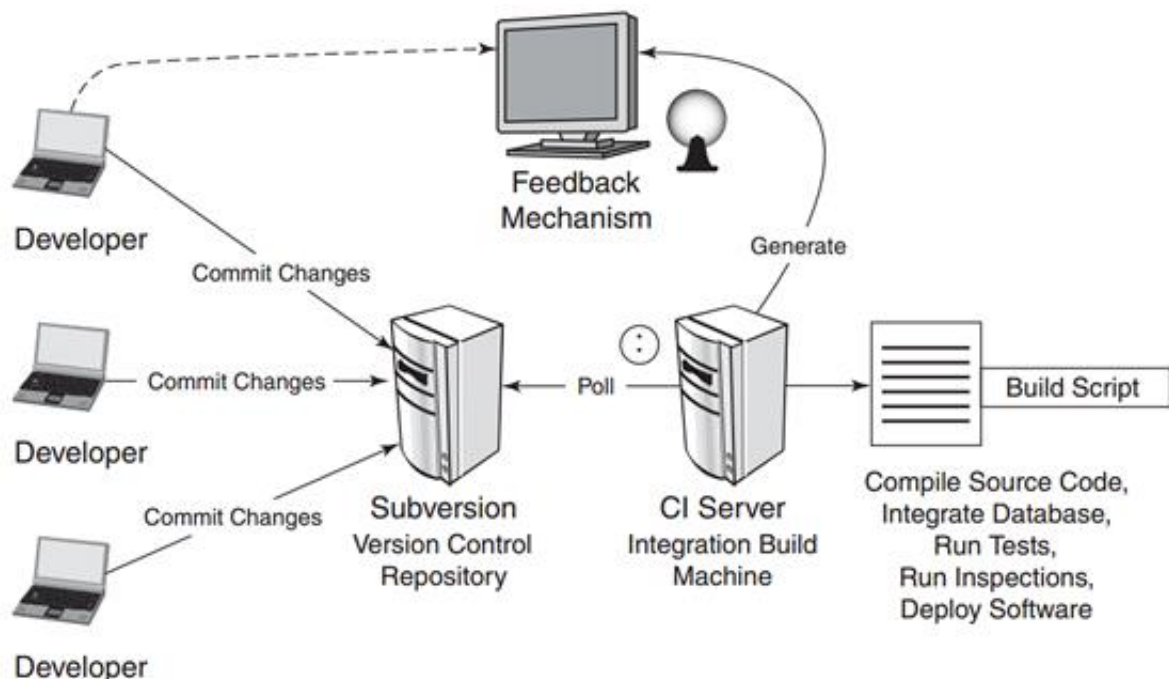 Feedback
Mechanism
Developer
Generate
Commit Changes
Commit Changes
Poll
Build Script
Developer
Commit Changes
Subversion
Version Control
Repository
CI Server
Integration Build
Machine
Compile Source Code,
Integrate Database,
Run Tests,
Run Inspections,
Deploy Software
Developer